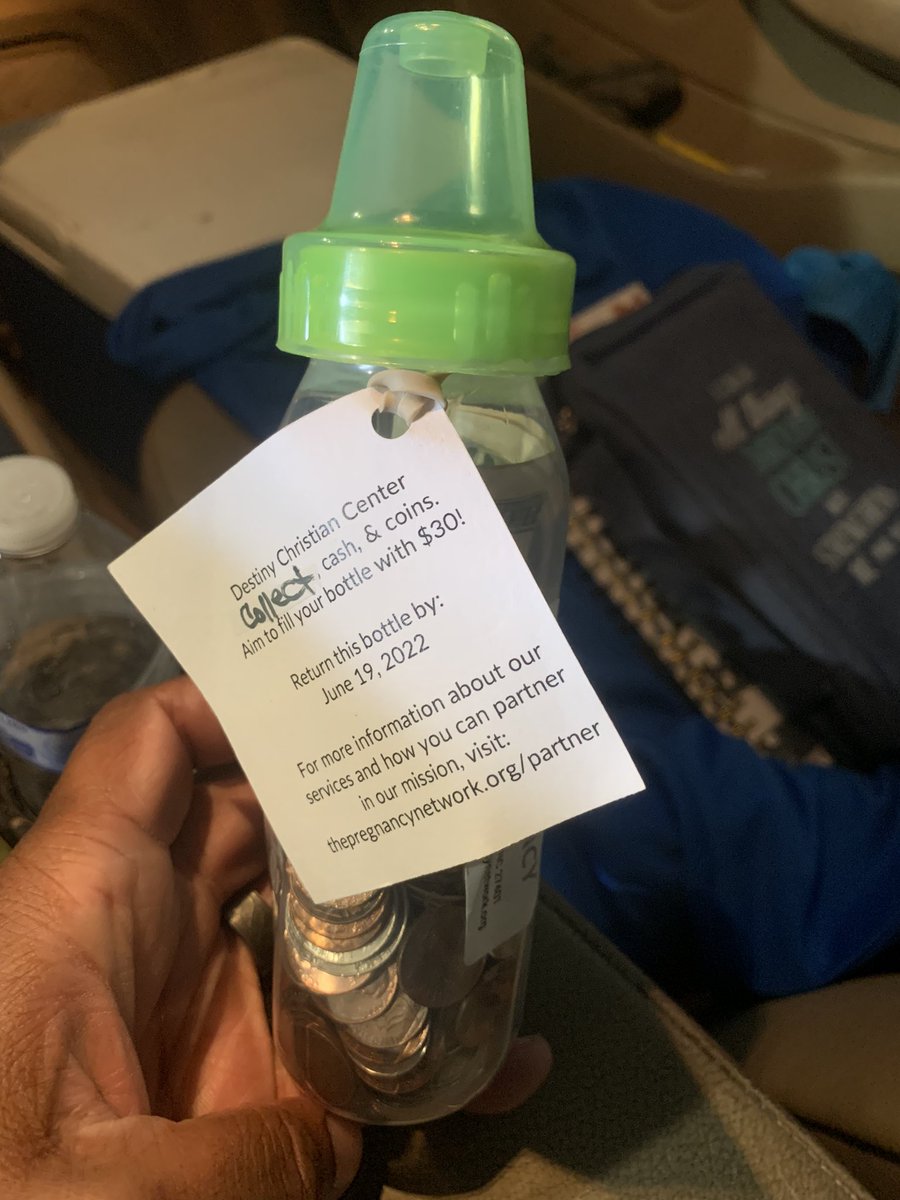 Destiny Christian Center
Collect, cash, & coins.
Aim to fill your bottle with $30!
Return this bottle by:
June 19, 2022
For more information about our
services and how you can partner
in our mission, visit:
thepregnancynetwork.org/partner